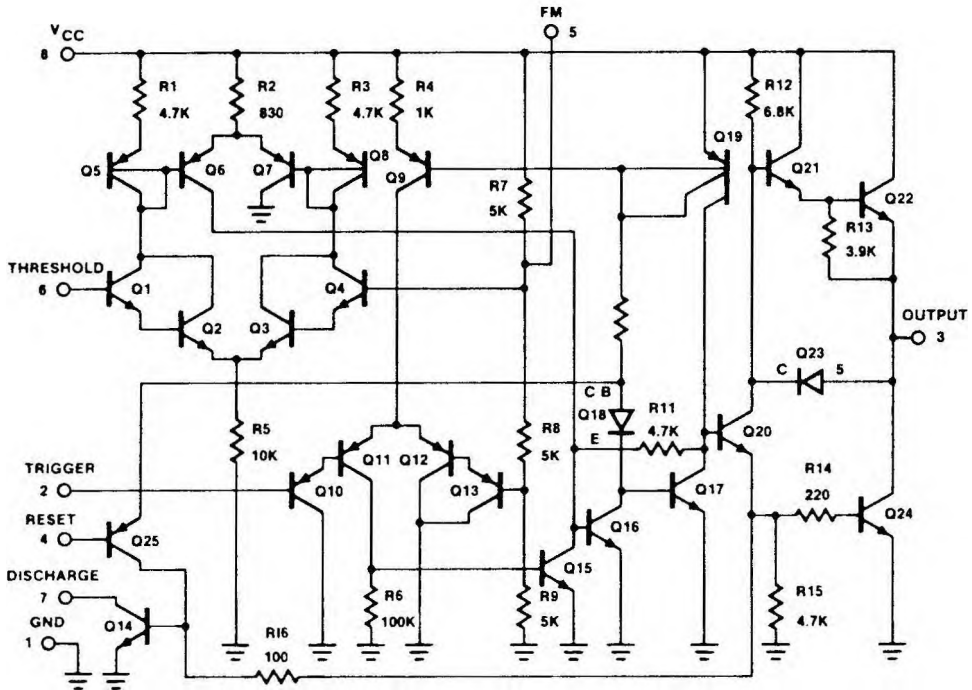 FM
5
VCC
8
R1
4.7K
R2
830
R3
4.7K
R4
1K
R12
6.8K
Q19
Q5
Q6
Q7
Q8
Q9
R7
5K
Q21
Q22
R13
3.9K
THRESHOLD
6
Q1
Q4
Q2
Q3
OUTPUT
3
Q23
C
5
C B
Q18
E
R11
4.7K
Q20
R5
10K
R8
5K
TRIGGER
2
Q10
Q11
Q12
Q13
Q17
R14
220
Q24
RESET
4
Q25
Q16
Q15
DISCHARGE
7
Q14
R6
100K
R9
5K
R15
4.7K
GND
1
R16
100